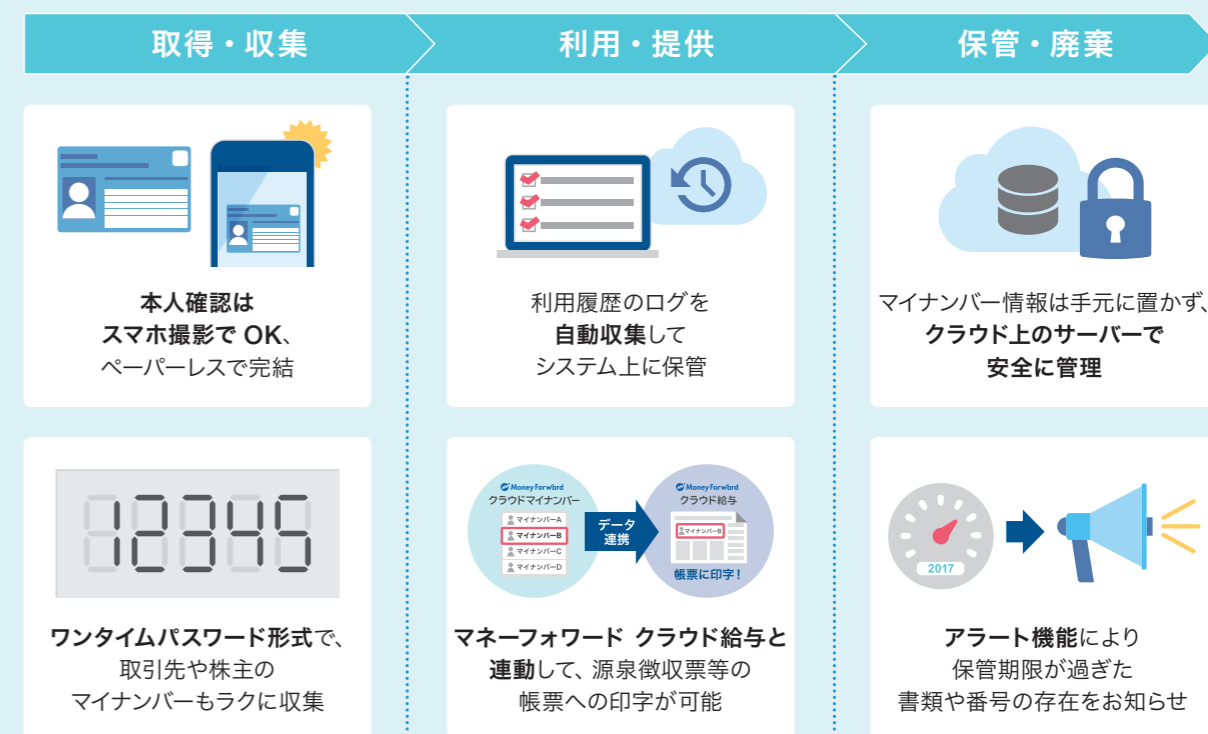 取得・収集
利用・提供
保管・廃棄
本人確認は
スマホ撮影で OK、
ペーパーレスで完結
利用履歴のログを
自動収集して
システム上に保管
マイナンバー情報は手元に置かず、
クラウド上のサーバーで
安全に管理
12345
ワンタイムパスワード形式で、
取引先や株主の
マイナンバーもラクに収集
Money Forward
クラウドマイナンバー
マイナンバーA
マイナンバーB
マイナンバーC
マイナンバーD
データ
連携
Money Forward
クラウド給与
マイナンバーB
帳票に印字!
マネーフォワード クラウド給与と
連動して、源泉徴収票等の
帳票への印字が可能
2017
アラート機能により
保管期限が過ぎた
書類や番号の存在をお知らせ